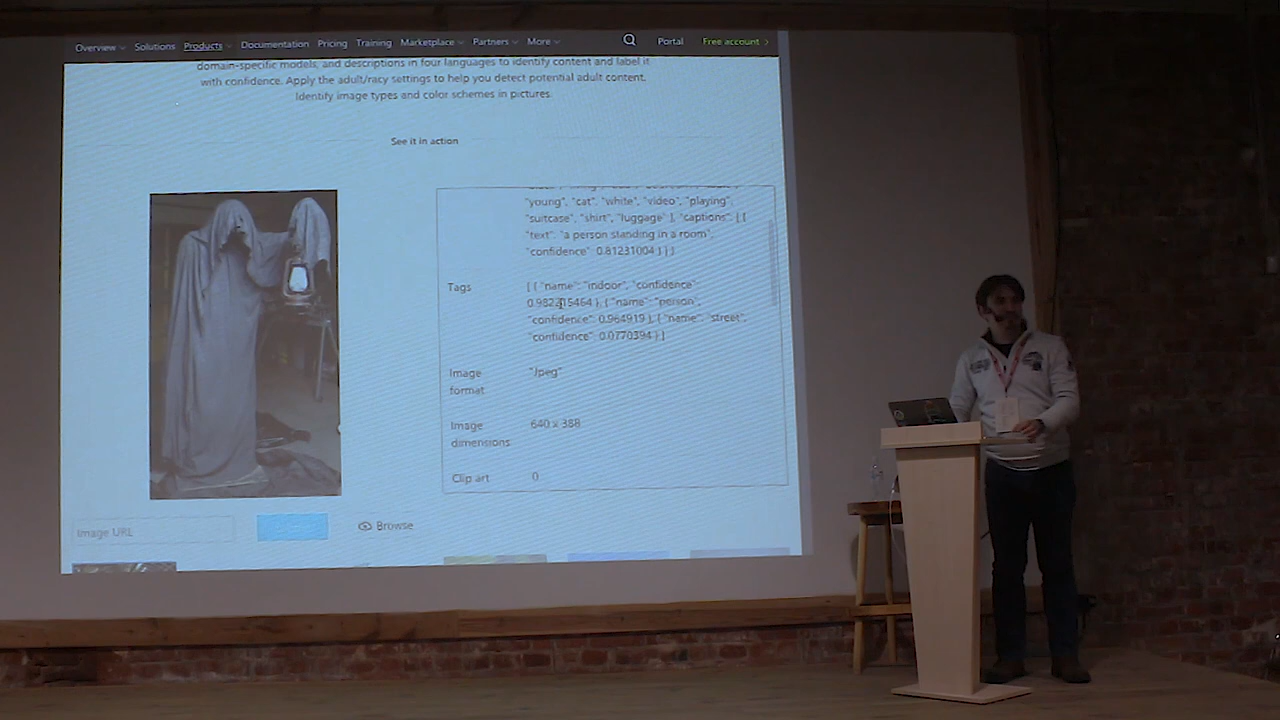 Overview Solutions Products Documentation Pricing Training Marketplace Partners More Portal Free account >
domain-specific models, and descriptions in four languages to identify content and label it
with confidence. Apply the adult/racy settings to help you detect potential adult content.
Identify image types and color schemes in pictures.
See it in action
"young", "cat", "white", "video", "playing",
"suitcase", "shirt", "luggage" ], "captions": [ {
"text": "a person standing in a room",
"confidence": 0.81231004 } ] }
Tags
[ { "name": "indoor", "confidence":
0.982215464 }, { "name": "person",
"confidence": 0.964919 }, { "name": "street",
"confidence": 0.0770394 } ]
Image
format
"Jpeg"
Image
dimensions
640 x 388
Clip art
0
Image URL
Browse